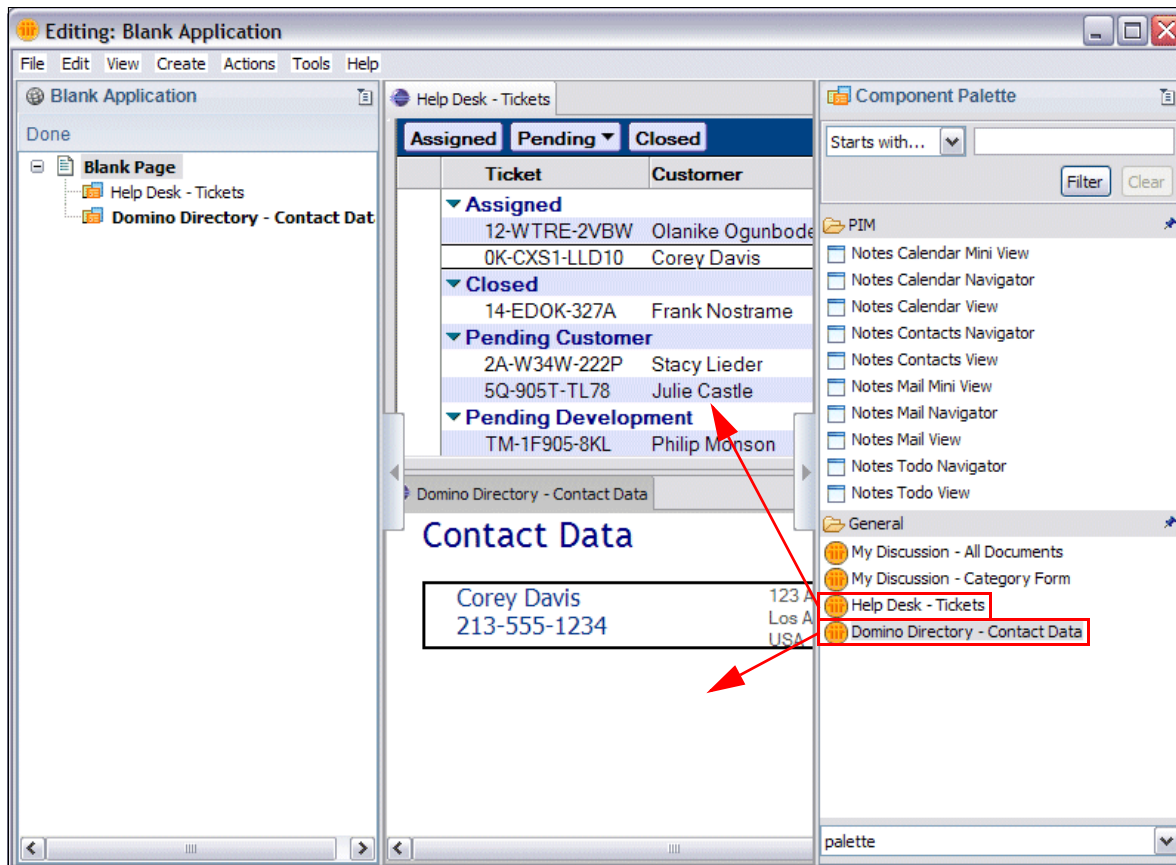 Editing: Blank Application
File Edit View Create Actions Tools Help
Blank Application
Done
Blank Page
Help Desk - Tickets
Domino Directory - Contact Dat
Help Desk - Tickets
Assigned Pending Closed
Ticket Customer
Assigned
12-WTRE-2VBW Olanike Ogunbode
0K-CXS1-LLD10 Corey Davis
Closed
14-EDOK-327A Frank Nostrame
Pending Customer
2A-W34W-222P Stacy Lieder
5Q-905T-TL78 Julie Castle
Pending Development
TM-1F905-8KL Philip Monson
Domino Directory - Contact Data
Contact Data
Corey Davis 123 A
213-555-1234 Los A
USA
Component Palette
Starts with...
Filter Clear
PIM
Notes Calendar Mini View
Notes Calendar Navigator
Notes Calendar View
Notes Contacts Navigator
Notes Contacts View
Notes Mail Mini View
Notes Mail Navigator
Notes Mail View
Notes Todo Navigator
Notes Todo View
General
My Discussion - All Documents
My Discussion - Category Form
Help Desk - Tickets
Domino Directory - Contact Data
palette